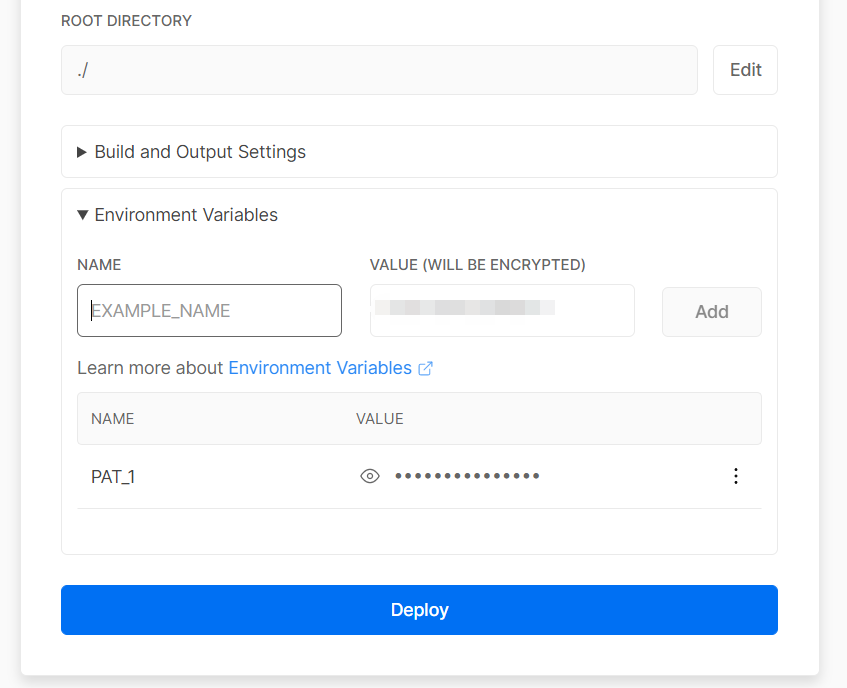 ROOT DIRECTORY
./
Edit
Build and Output Settings
Environment Variables
NAME
VALUE (WILL BE ENCRYPTED)
EXAMPLE_NAME
Add
Learn more about Environment Variables
NAME
VALUE
PAT_1
•••••••••••••••
Deploy